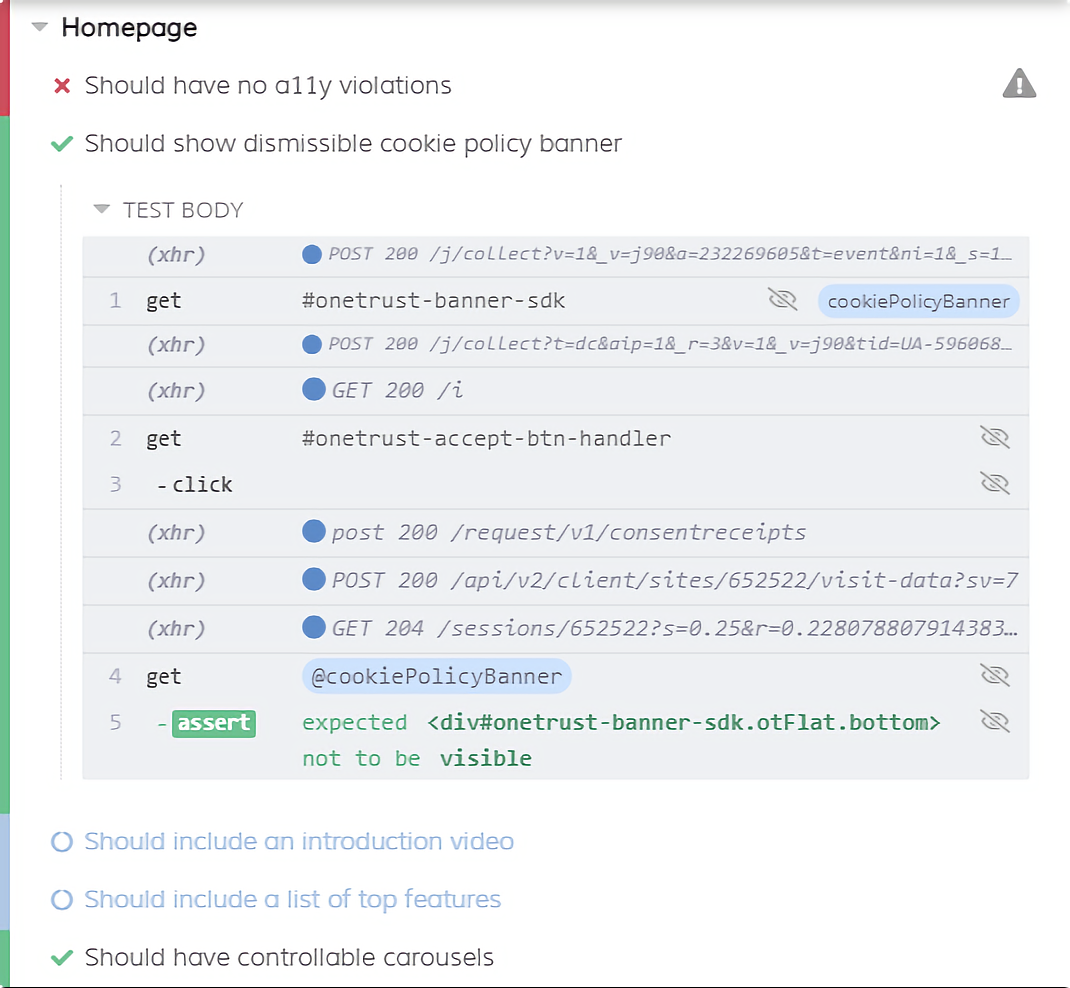 Homepage
Should have no a11y violations
Should show dismissible cookie policy banner
TEST BODY
(xhr) POST 200 /j/collect?v=1&_v=j90&a=232269605&t=event&ni=1&_s=1…
1 get #onetrust-banner-sdk cookiePolicyBanner
(xhr) POST 200 /j/collect?t=dc&aip=1&_r=3&v=1&_v=j90&tid=UA-596068…
(xhr) GET 200 /i
2 get #onetrust-accept-btn-handler
3 -click
(xhr) post 200 /request/v1/consentreceipts
(xhr) POST 200 /api/v2/client/sites/652522/visit-data?sv=7
(xhr) GET 204 /sessions/652522?s=0.25&r=0.228078807914383…
4 get @cookiePolicyBanner
5 -assert expected <div#onetrust-banner-sdk.otFlat.bottom>
not to be visible
Should include an introduction video
Should include a list of top features
Should have controllable carousels